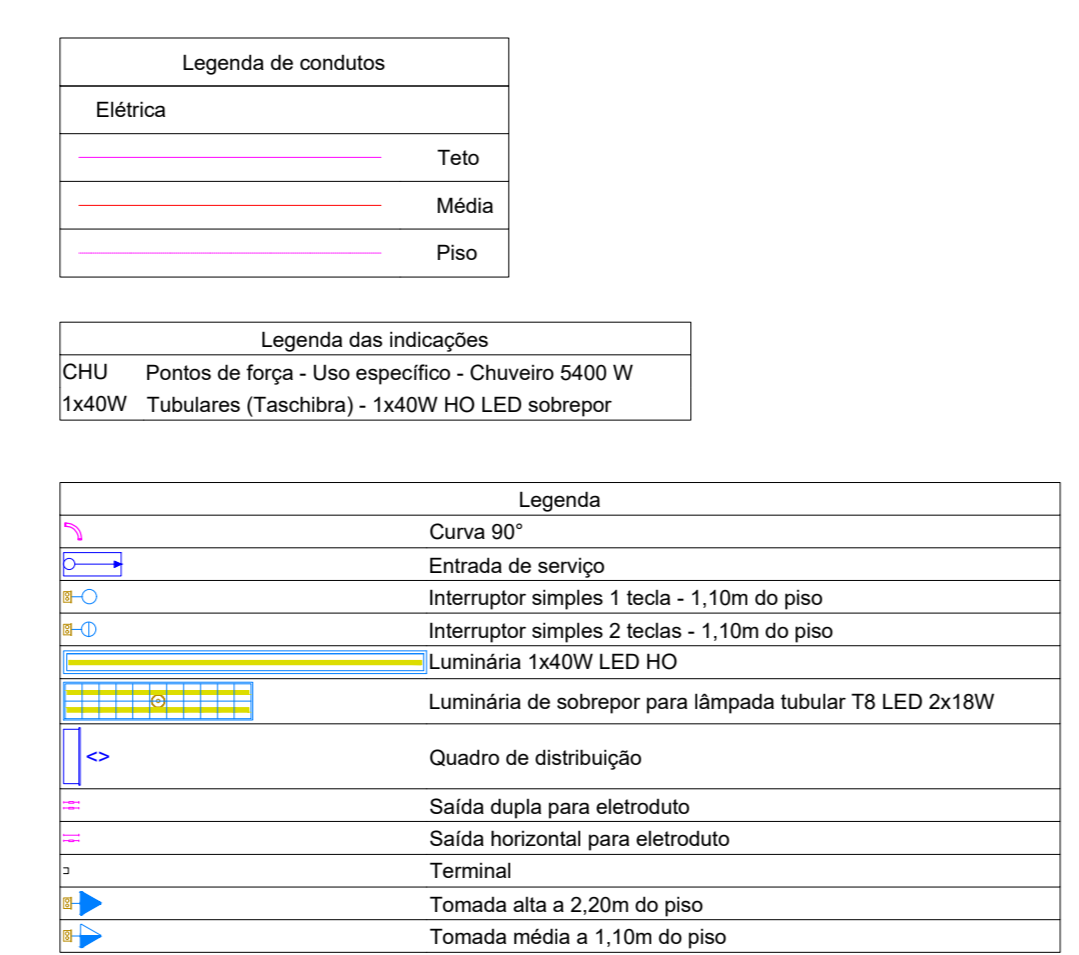 Legenda de condutos
Elétrica
Teto
Média
Piso
Legenda das indicações
CHU Pontos de força - Uso específico - Chuveiro 5400 W
1x40W Tubulares (Taschibra) - 1x40W HO LED sobrepor
Legenda
Curva 90°
Entrada de serviço
Interruptor simples 1 tecla - 1,10m do piso
Interruptor simples 2 teclas - 1,10m do piso
Luminária 1x40W LED HO
Luminária de sobrepor para lâmpada tubular T8 LED 2x18W
<> Quadro de distribuição
Saída dupla para eletroduto
Saída horizontal para eletroduto
Terminal
Tomada alta a 2,20m do piso
Tomada média a 1,10m do piso